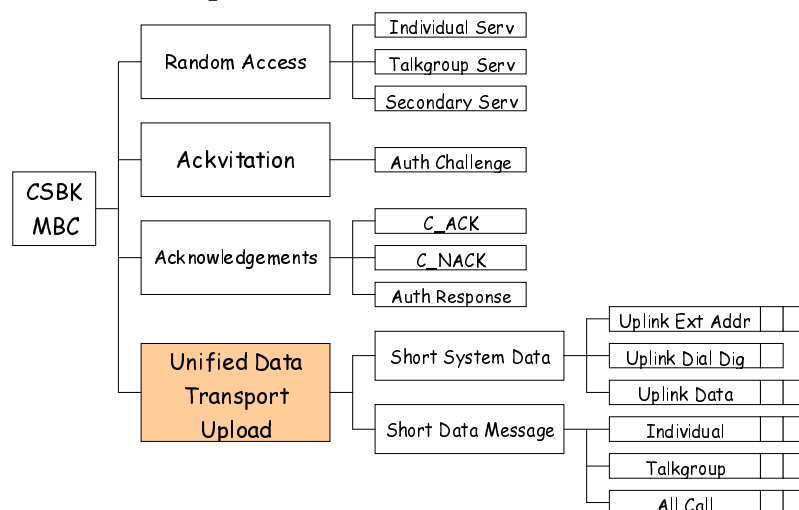 Individual Serv
Random Access
Talkgroup Serv
Secondary Serv
Ackvitation
Auth Challenge
CSBK
MBC
C_ACK
Acknowledgements
C_NACK
Auth Response
Unified Data
Transport
Upload
Short System Data
Uplink Ext Addr
Uplink Dial Dig
Uplink Data
Short Data Message
Individual
Talkgroup
All Call